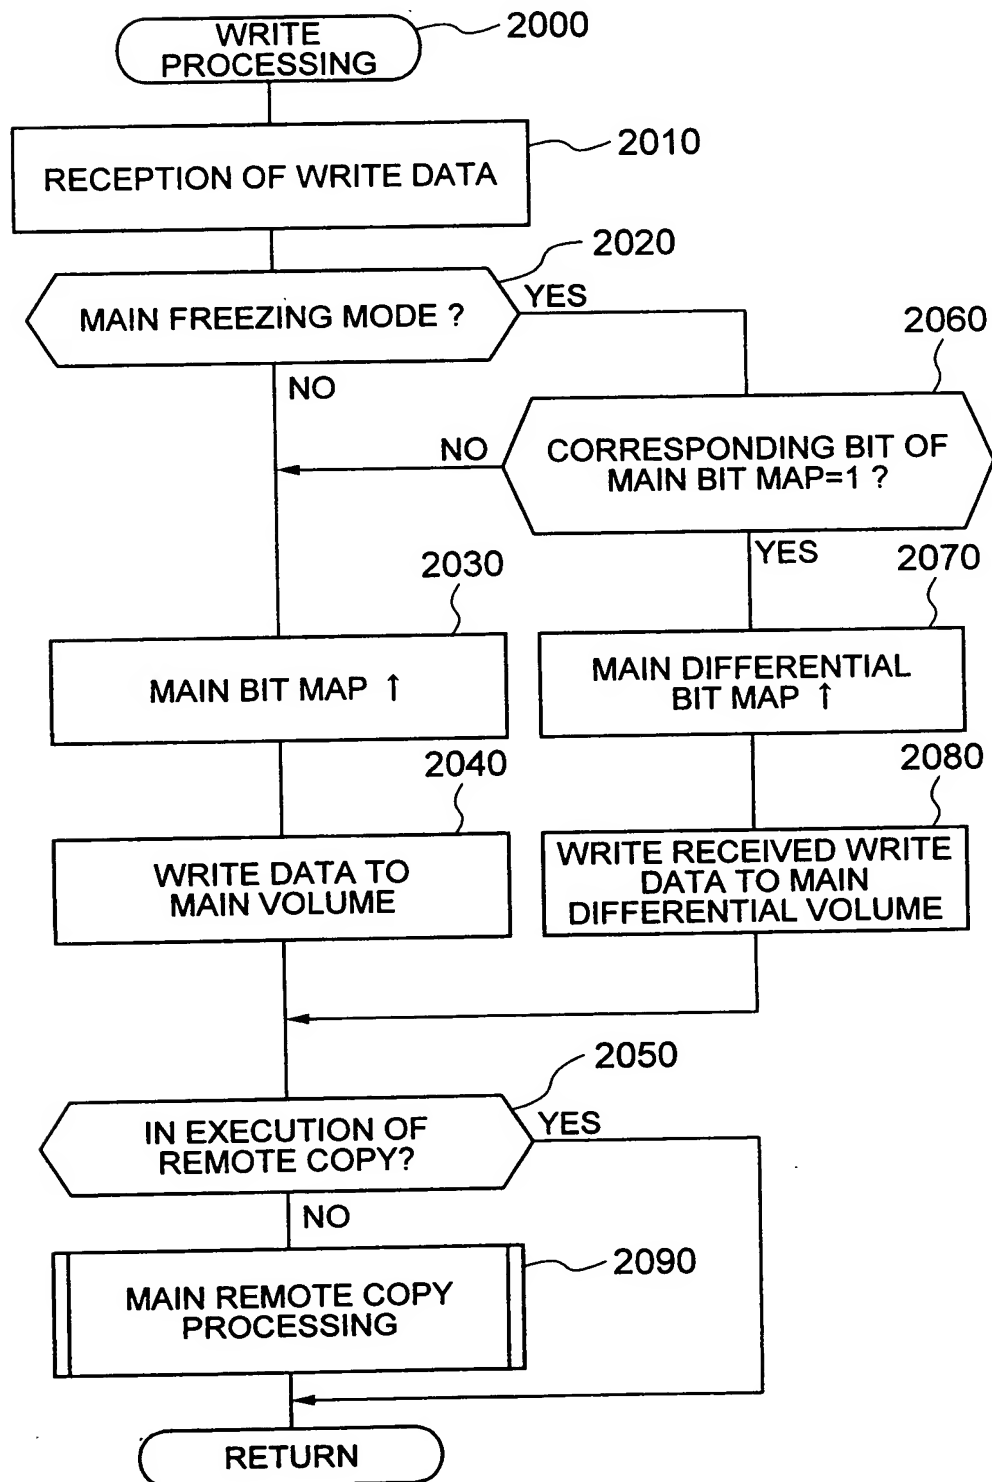 WRITE
PROCESSING
2000
RECEPTION OF WRITE DATA
2010
MAIN FREEZING MODE ?
2020
YES
NO
2060
CORRESPONDING BIT OF
MAIN BIT MAP=1 ?
NO
YES
2030
MAIN BIT MAP ↑
2070
MAIN DIFFERENTIAL
BIT MAP ↑
2040
WRITE DATA TO
MAIN VOLUME
2080
WRITE RECEIVED WRITE
DATA TO MAIN
DIFFERENTIAL VOLUME
2050
IN EXECUTION OF
REMOTE COPY?
YES
NO
2090
MAIN REMOTE COPY
PROCESSING
RETURN